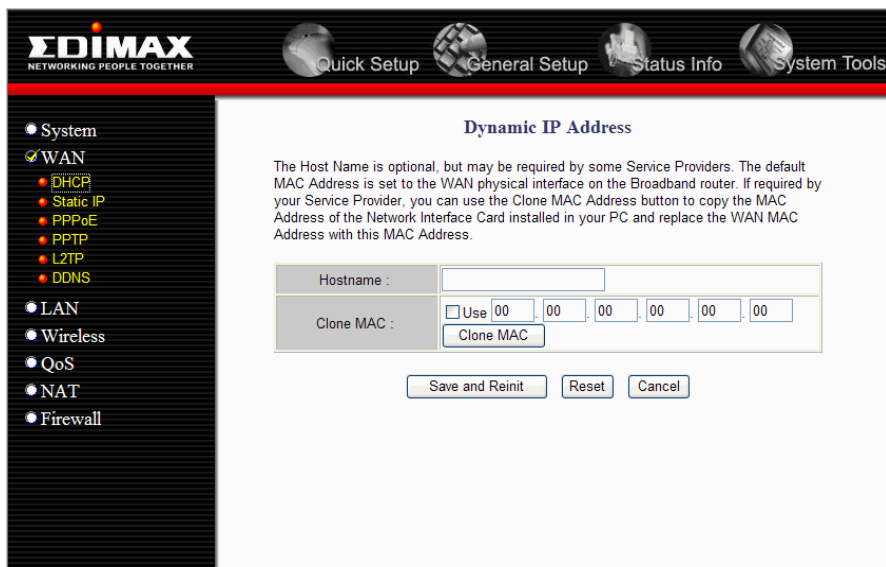 EDIMAX
NETWORKING PEOPLE TOGETHER
Quick Setup
General Setup
Status Info
System Tools
System
WAN
DHCP
Static IP
PPPoE
PPTP
L2TP
DDNS
LAN
Wireless
QoS
NAT
Firewall
Dynamic IP Address
The Host Name is optional, but may be required by some Service Providers. The default
MAC Address is set to the WAN physical interface on the Broadband router. If required by
your Service Provider, you can use the Clone MAC Address button to copy the MAC
Address of the Network Interface Card installed in your PC and replace the WAN MAC
Address with this MAC Address.
Hostname :
Clone MAC :
Use 00 . 00 . 00 . 00 . 00 . 00
Clone MAC
Save and Reinit
Reset
Cancel